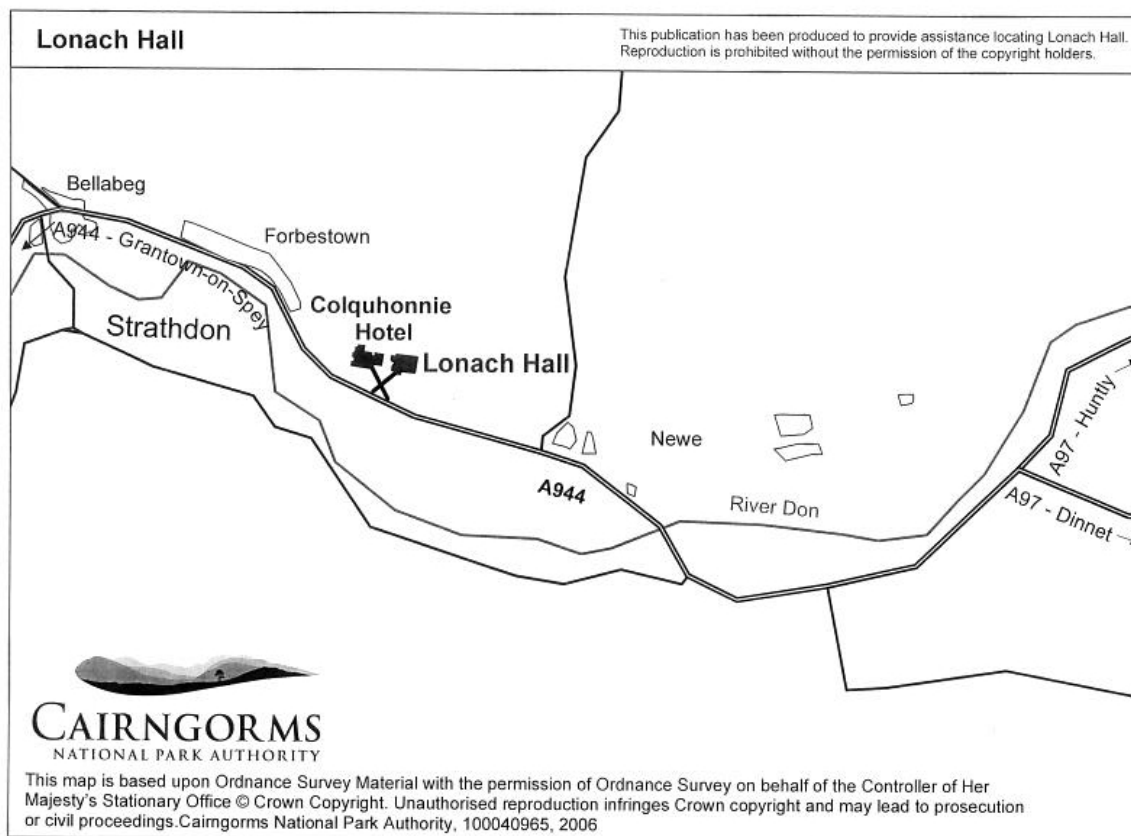 Lonach Hall
This publication has been produced to provide assistance locating Lonach Hall.
Reproduction is prohibited without the permission of the copyright holders.
Bellabeg
A944 - Grantown-on-Spey
Forbestown
Colquhonnie
Hotel
Strathdon
Lonach Hall
Newe
A944
River Don
A97 - Huntly
A97 - Dinnet
CAIRNGORMS
NATIONAL PARK AUTHORITY
This map is based upon Ordnance Survey Material with the permission of Ordnance Survey on behalf of the Controller of Her
Majesty's Stationary Office © Crown Copyright. Unauthorised reproduction infringes Crown copyright and may lead to prosecution
or civil proceedings.Cairngorms National Park Authority, 100040965, 2006